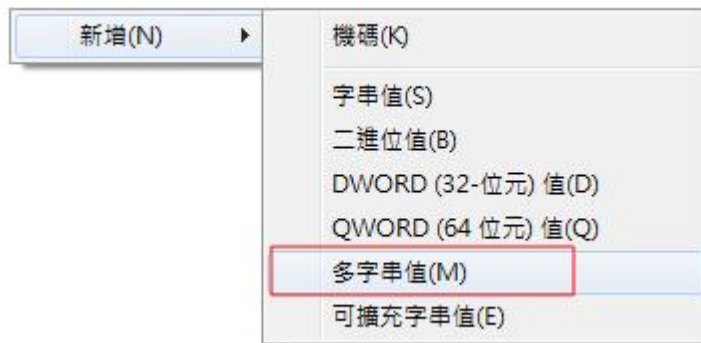 新增(N)
機碼(K)
字串值(S)
二進位值(B)
DWORD (32-位元) 值(D)
QWORD (64 位元) 值(Q)
多字串值(M)
可擴充字串值(E)